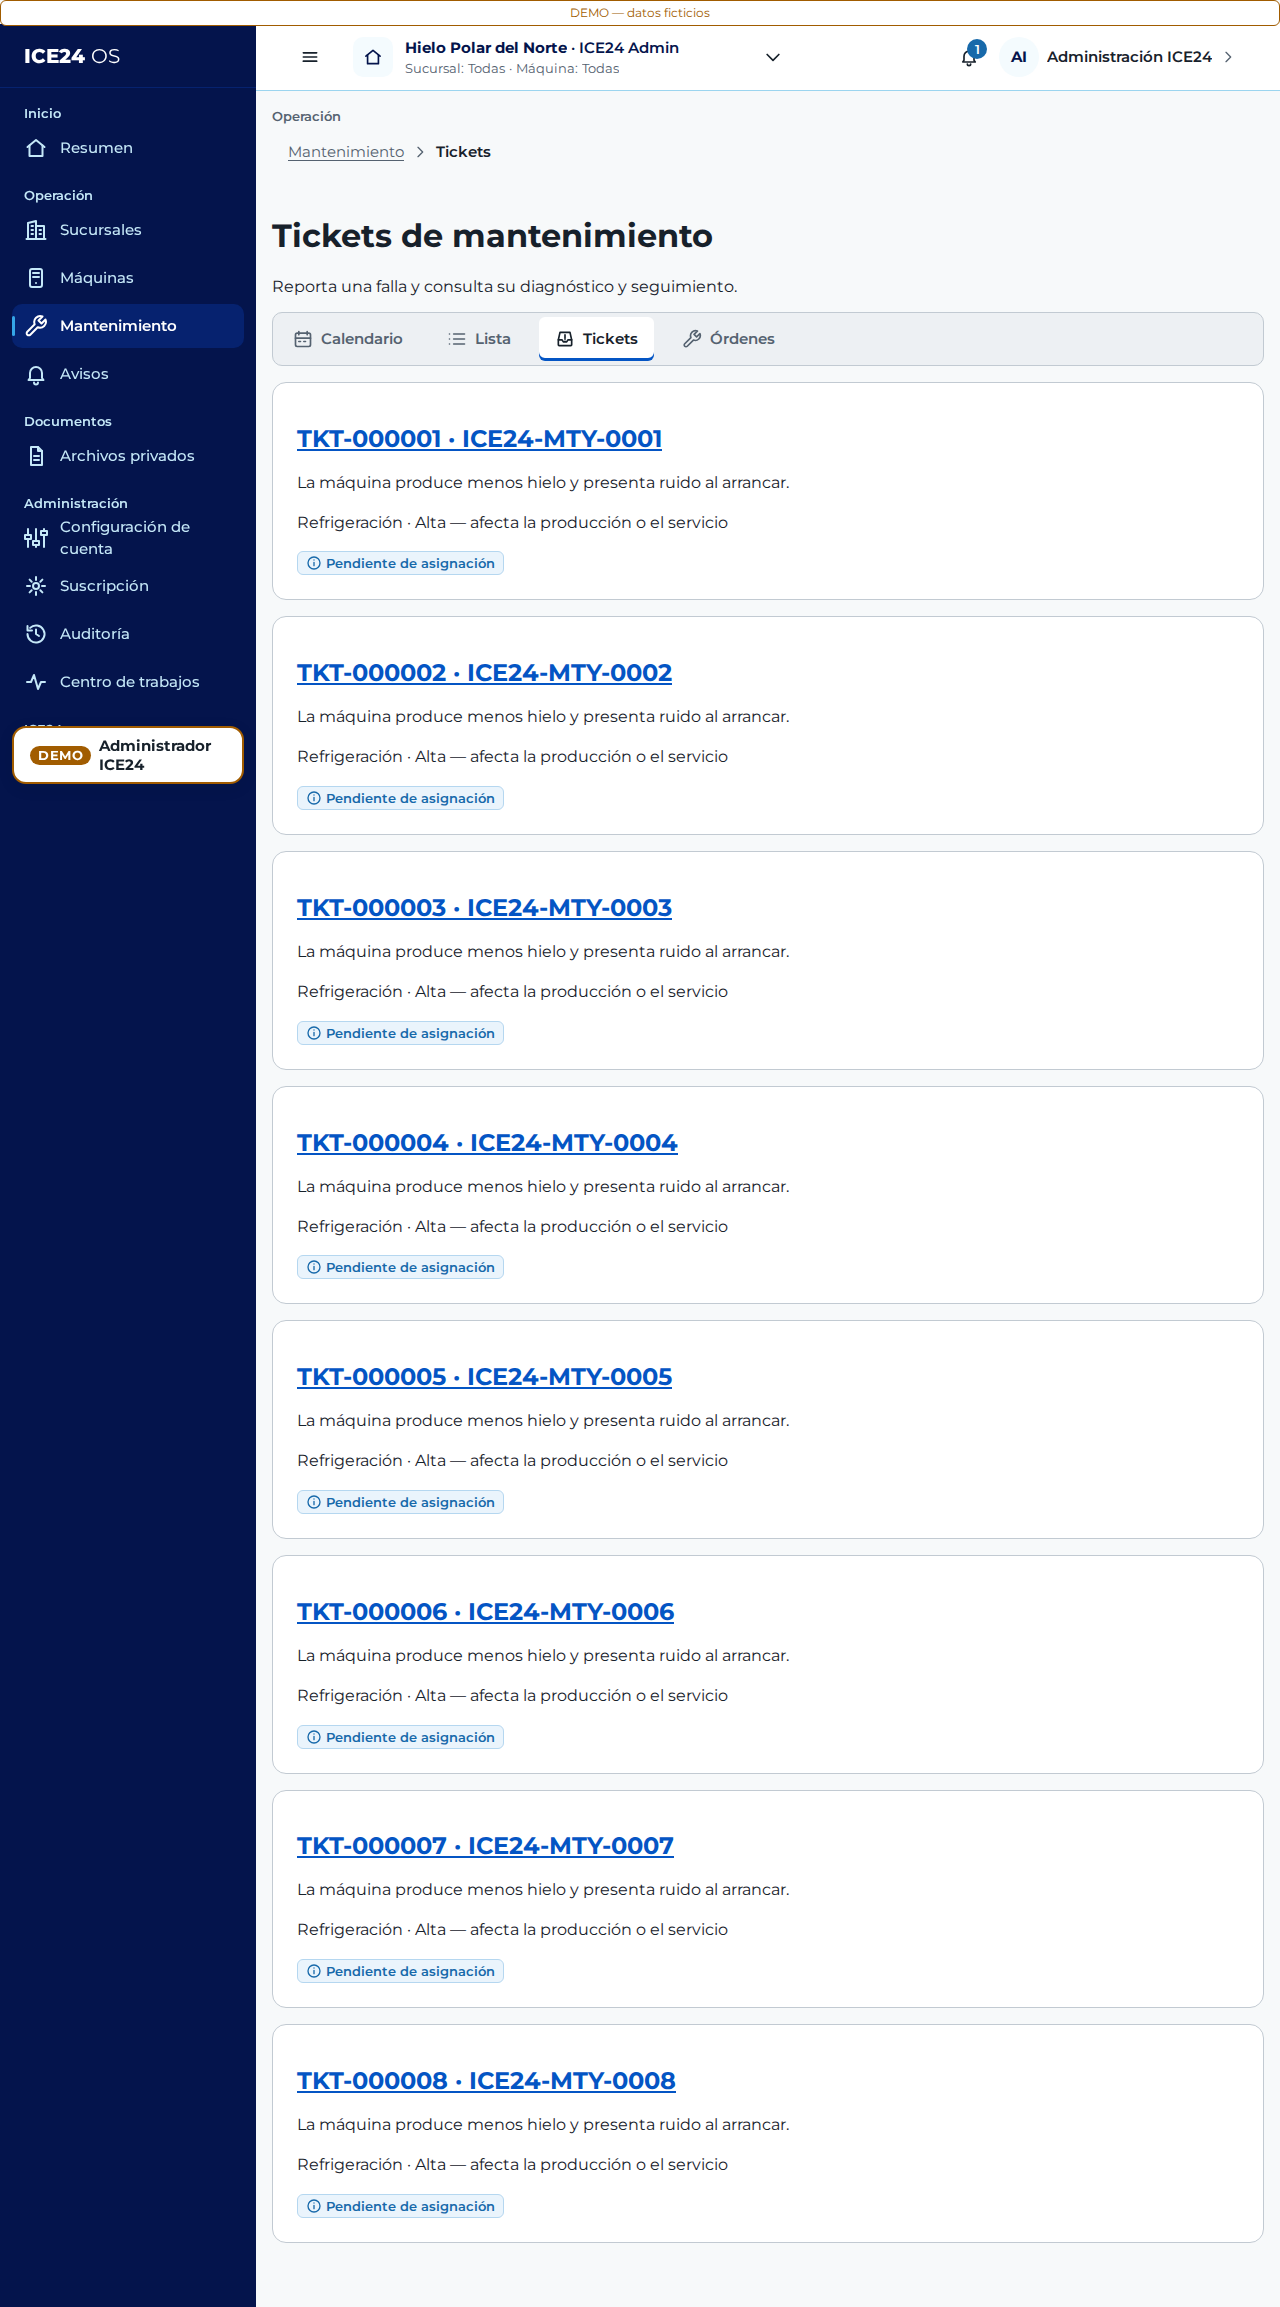 DEMO — datos ficticios
ICE24 OS
Hielo Polar del Norte · ICE24 Admin
Sucursal: Todas · Máquina: Todas
1
AI
Administración ICE24
Inicio
Resumen
Operación
Sucursales
Máquinas
Mantenimiento
Avisos
Documentos
Archivos privados
Administración
Configuración de
cuenta
Suscripción
Auditoría
Centro de trabajos
DEMO
Administrador
ICE24
Operación
Mantenimiento
Tickets
Tickets de mantenimiento
Reporta una falla y consulta su diagnóstico y seguimiento.
Calendario
Lista
Tickets
Órdenes
TKT-000001 · ICE24-MTY-0001
La máquina produce menos hielo y presenta ruido al arrancar.
Refrigeración · Alta — afecta la producción o el servicio
Pendiente de asignación
TKT-000002 · ICE24-MTY-0002
La máquina produce menos hielo y presenta ruido al arrancar.
Refrigeración · Alta — afecta la producción o el servicio
Pendiente de asignación
TKT-000003 · ICE24-MTY-0003
La máquina produce menos hielo y presenta ruido al arrancar.
Refrigeración · Alta — afecta la producción o el servicio
Pendiente de asignación
TKT-000004 · ICE24-MTY-0004
La máquina produce menos hielo y presenta ruido al arrancar.
Refrigeración · Alta — afecta la producción o el servicio
Pendiente de asignación
TKT-000005 · ICE24-MTY-0005
La máquina produce menos hielo y presenta ruido al arrancar.
Refrigeración · Alta — afecta la producción o el servicio
Pendiente de asignación
TKT-000006 · ICE24-MTY-0006
La máquina produce menos hielo y presenta ruido al arrancar.
Refrigeración · Alta — afecta la producción o el servicio
Pendiente de asignación
TKT-000007 · ICE24-MTY-0007
La máquina produce menos hielo y presenta ruido al arrancar.
Refrigeración · Alta — afecta la producción o el servicio
Pendiente de asignación
TKT-000008 · ICE24-MTY-0008
La máquina produce menos hielo y presenta ruido al arrancar.
Refrigeración · Alta — afecta la producción o el servicio
Pendiente de asignación